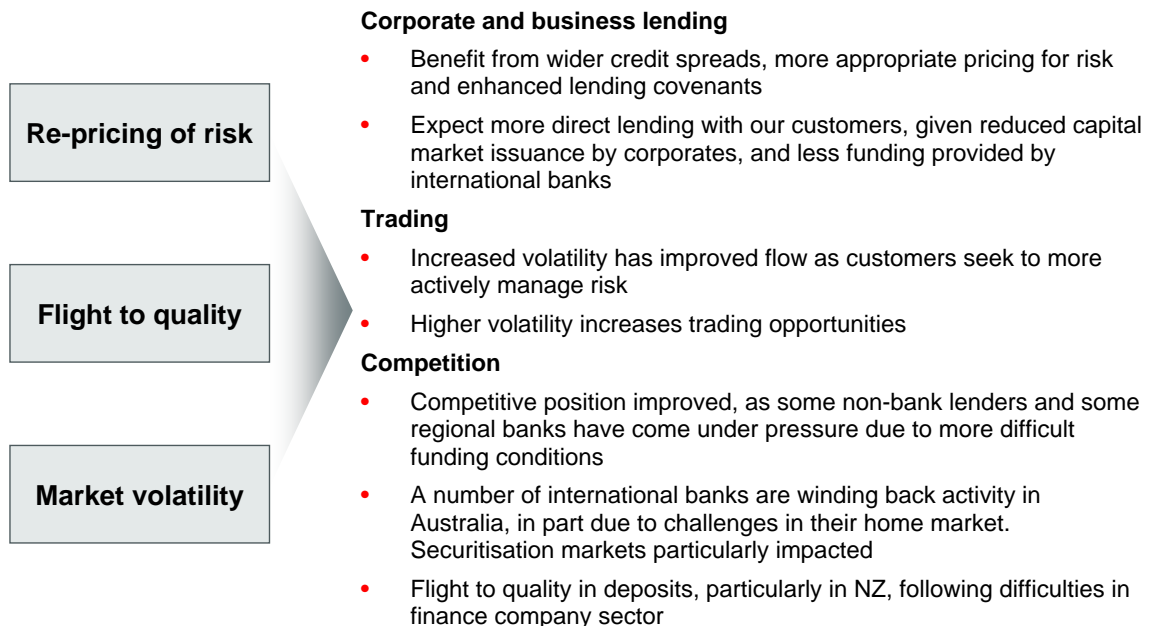 Re-pricing of risk
Flight to quality
Market volatility
Corporate and business lending
• Benefit from wider credit spreads, more appropriate pricing for risk
and enhanced lending covenants
• Expect more direct lending with our customers, given reduced capital
market issuance by corporates, and less funding provided by
international banks
Trading
• Increased volatility has improved flow as customers seek to more
actively manage risk
• Higher volatility increases trading opportunities
Competition
• Competitive position improved, as some non-bank lenders and some
regional banks have come under pressure due to more difficult
funding conditions
• A number of international banks are winding back activity in
Australia, in part due to challenges in their home market.
Securitisation markets particularly impacted
• Flight to quality in deposits, particularly in NZ, following difficulties in
finance company sector